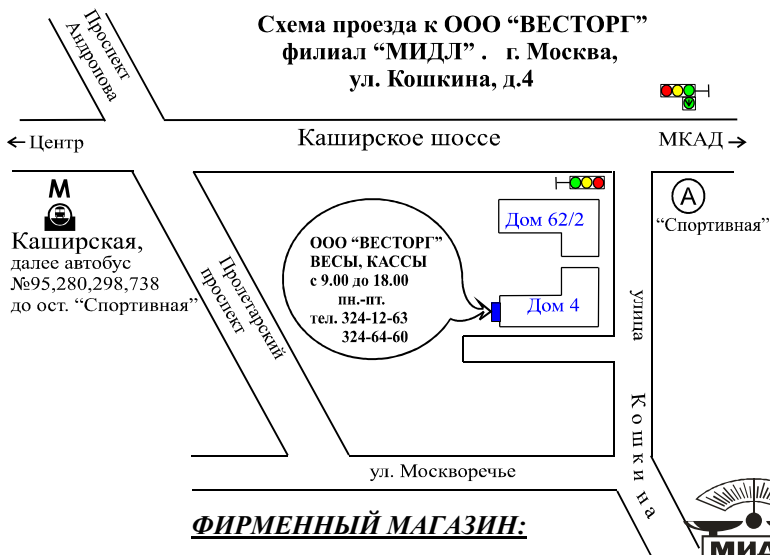 Схема проезда к ООО “ВЕСТОРГ”
филиал “МИДЛ” .   г. Москва,
ул. Кошкина, д.4
Проспект
Андропова
← Центр
Каширское шоссе
МКАД →
М
Каширская,
далее автобус
№95,280,298,738
до ост. “Спортивная”
А
“Спортивная”
Дом 62/2
ООО “ВЕСТОРГ”
ВЕСЫ, КАССЫ
с 9.00 до 18.00
пн.-пт.
тел. 324-12-63
324-64-60
Дом 4
Пролетарский
проспект
улица
Кошкина
ул. Москворечье
ФИРМЕННЫЙ МАГАЗИН:
МИД